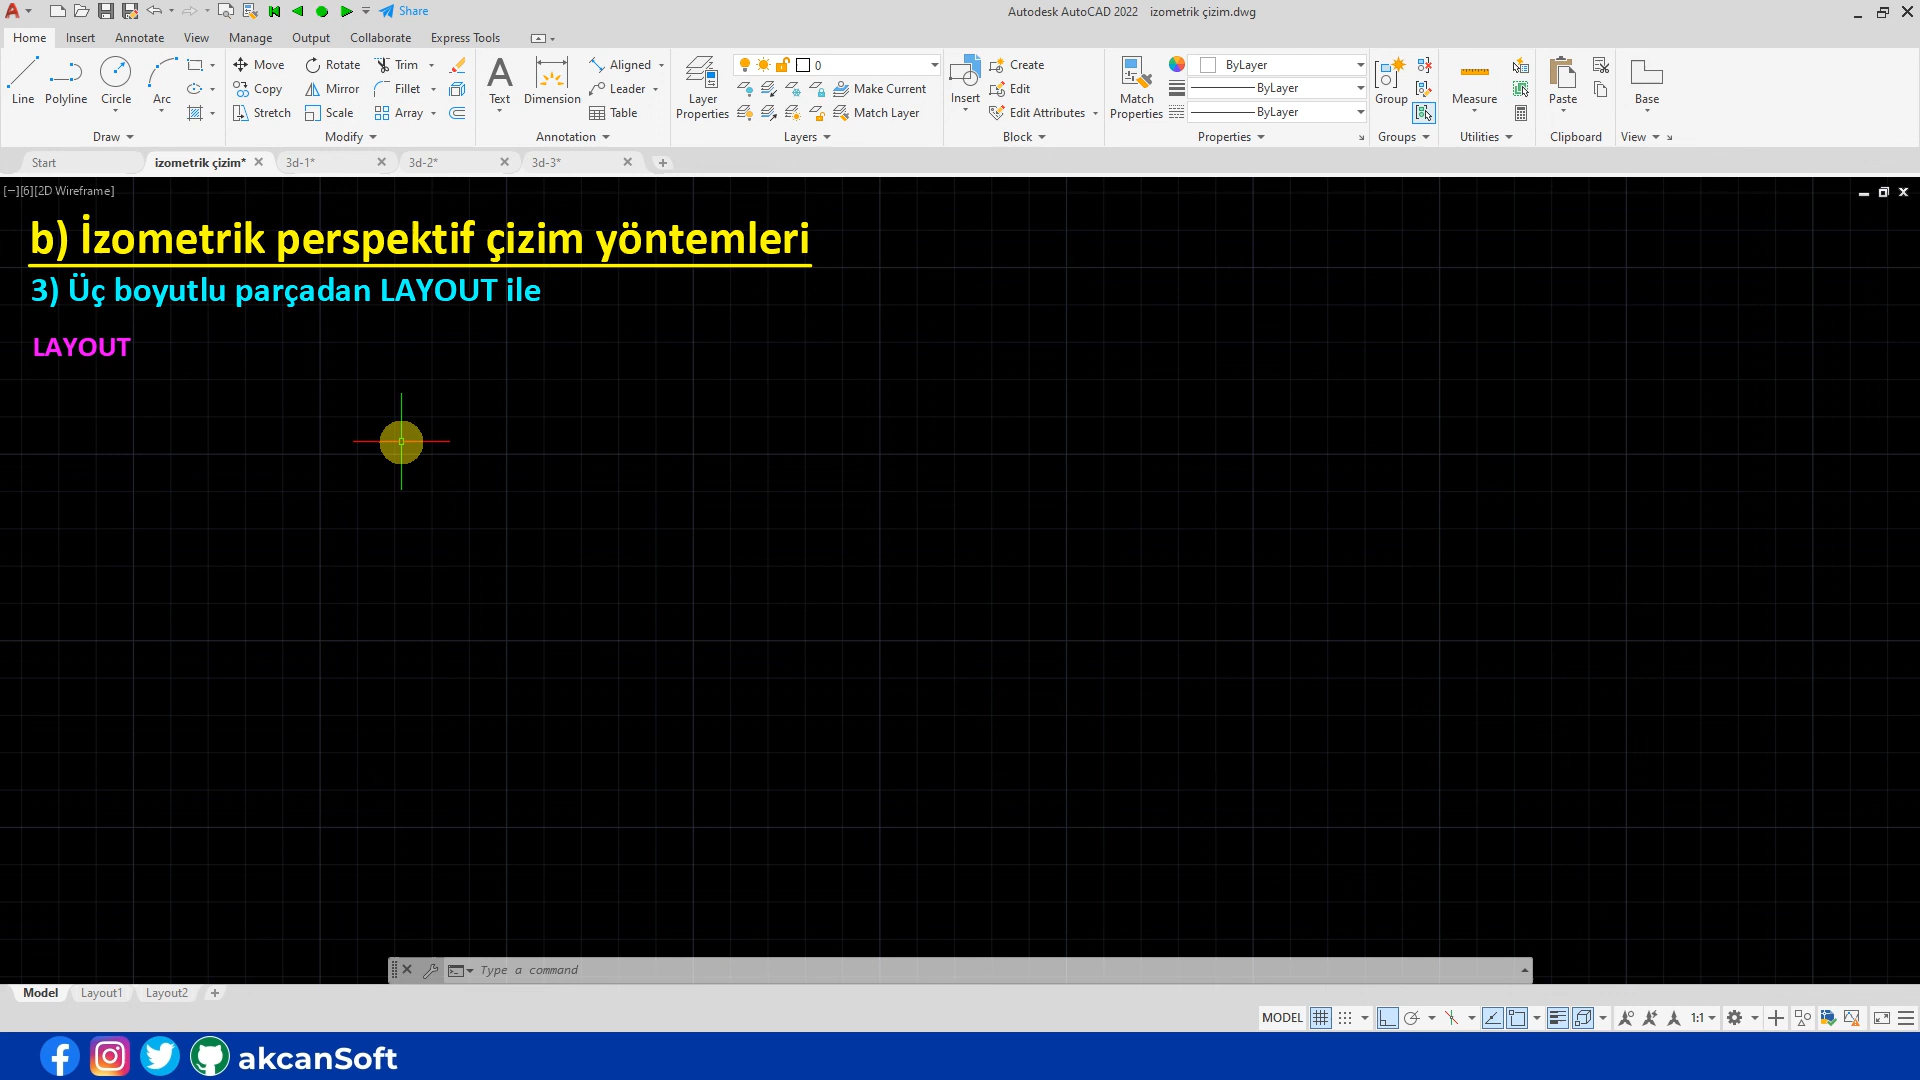 Share
Autodesk AutoCAD 2022 izometrik çizim.dwg
Home Insert Annotate View Manage Output Collaborate Express Tools
Line Polyline Circle Arc
Move Rotate Trim
Copy Mirror Fillet
Stretch Scale Array
Text Dimension
Aligned
Leader
Table
Layer Properties
0
Make Current
Match Layer
Insert
Create
Edit
Edit Attributes
Match Properties
ByLayer
ByLayer
ByLayer
Group
Measure
Paste
Base
Draw Modify Annotation Layers Block Properties Groups Utilities Clipboard View
Start izometrik çizim* 3d-1* 3d-2* 3d-3*
[−][6][2D Wireframe]
b) İzometrik perspektif çizim yöntemleri
3) Üç boyutlu parçadan LAYOUT ile
LAYOUT
Type a command
Model Layout1 Layout2
MODEL 1:1
akcanSoft